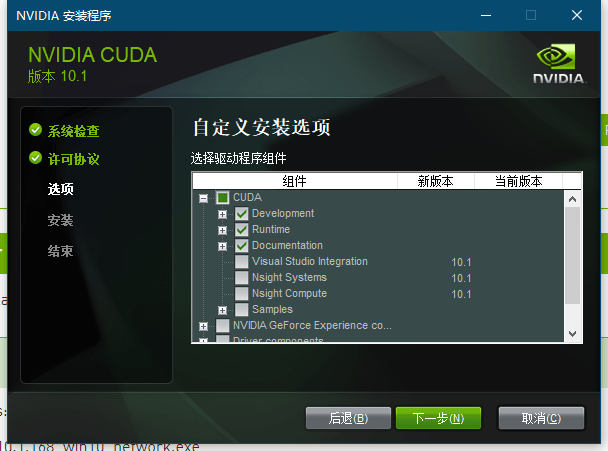 NVIDIA 安装程序
NVIDIA CUDA
版本 10.1
NVIDIA.
系统检查
许可协议
选项
安装
结束
自定义安装选项
选择驱动程序组件
组件 新版本 当前版本
CUDA
Development
Runtime
Documentation
Visual Studio Integration 10.1
Nsight Systems 10.1
Nsight Compute 10.1
Samples
NVIDIA GeForce Experience co...
Driver components
后退(B) 下一步(N) 取消(C)
10.1.168_win10_network.exe